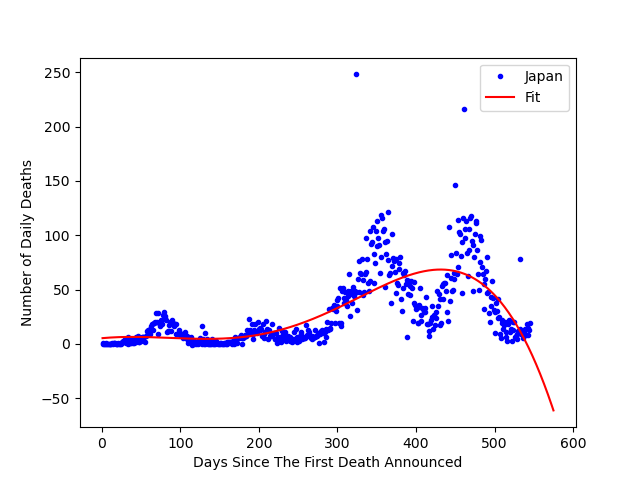 Japan
Fit
250
200
150
100
50
0
−50
0 100 200 300 400 500 600
Number of Daily Deaths
Days Since The First Death Announced